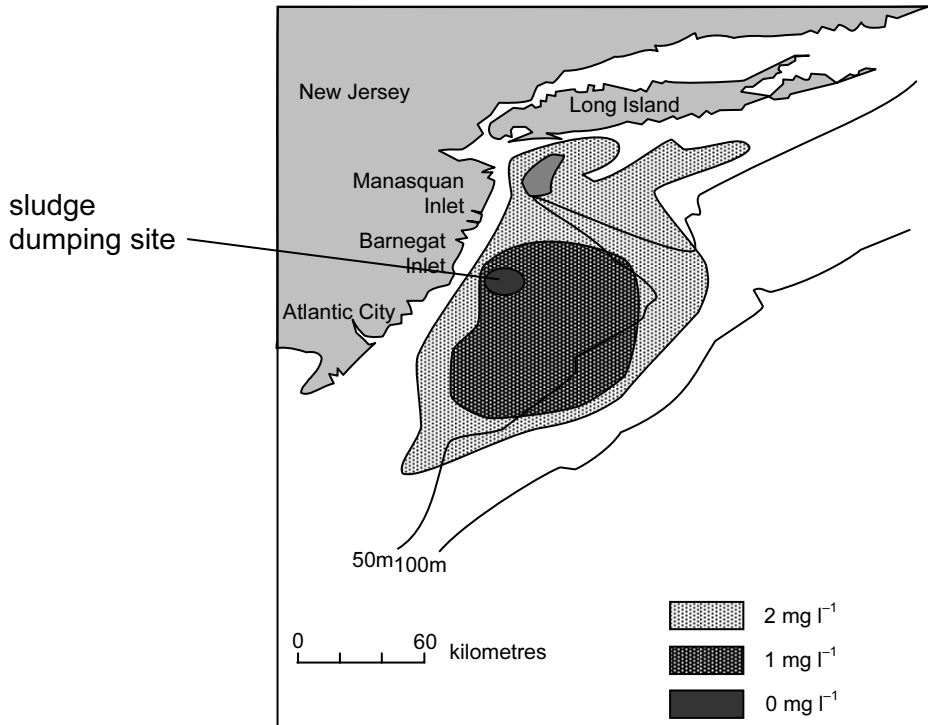 New Jersey
Long Island
Manasquan
Inlet
sludge
dumping site
Barnegat
Inlet
Atlantic City
50m
100m
0
60
kilometres
2 mg l⁻¹
1 mg l⁻¹
0 mg l⁻¹